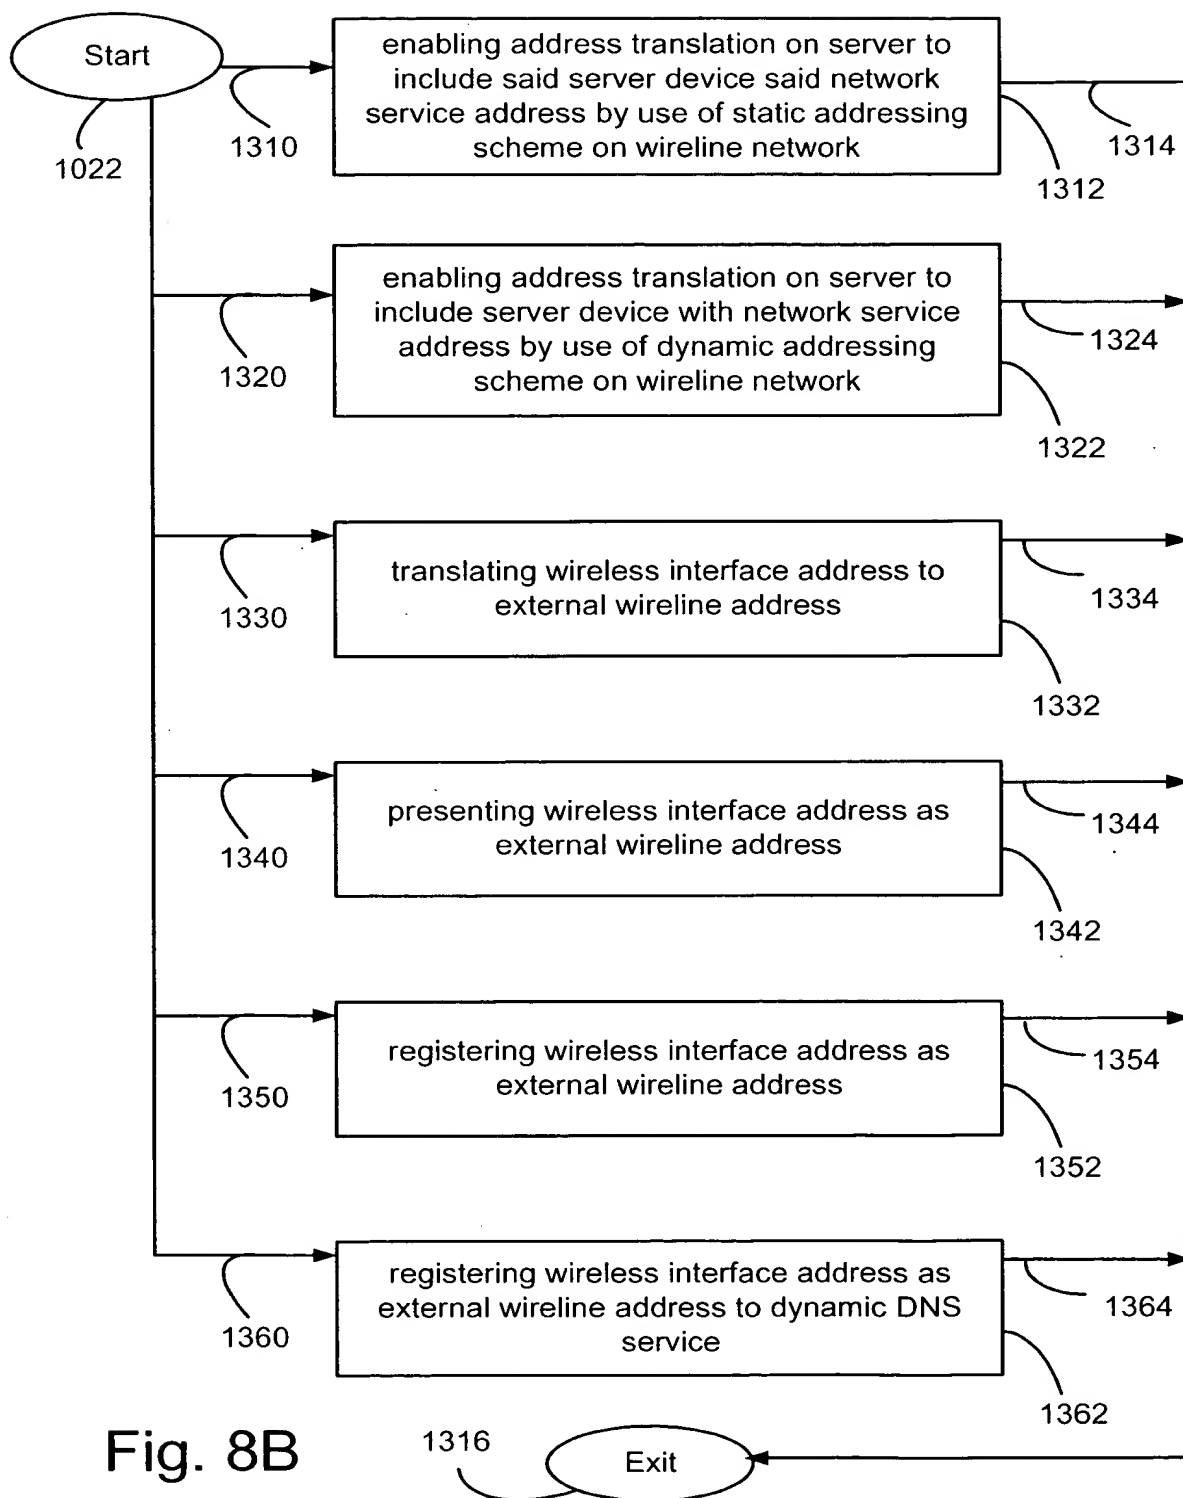 Start
1022
1310
enabling address translation on server to
include said server device said network
service address by use of static addressing
scheme on wireline network
1312
1314
1320
enabling address translation on server to
include server device with network service
address by use of dynamic addressing
scheme on wireline network
1324
1322
1330
translating wireless interface address to
external wireline address
1334
1332
1340
presenting wireless interface address as
external wireline address
1344
1342
1350
registering wireless interface address as
external wireline address
1354
1352
1360
registering wireless interface address as
external wireline address to dynamic DNS
service
1364
1362
Fig. 8B
1316
Exit